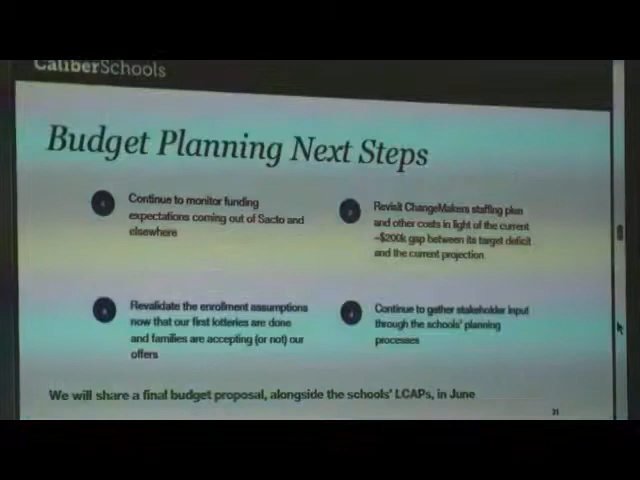 CaliberSchools
Budget Planning Next Steps
Continue to monitor funding
expectations coming out of Sacto and
elsewhere
Revisit ChangeMakers staffing plan
and other costs in light of the current
~$200k gap between its target deficit
and the current projection
Revalidate the enrollment assumptions
now that our first lotteries are done
and families are accepting (or not) our
offers
Continue to gather stakeholder input
through the schools' planning
processes
We will share a final budget proposal, alongside the schools' LCAPs, in June